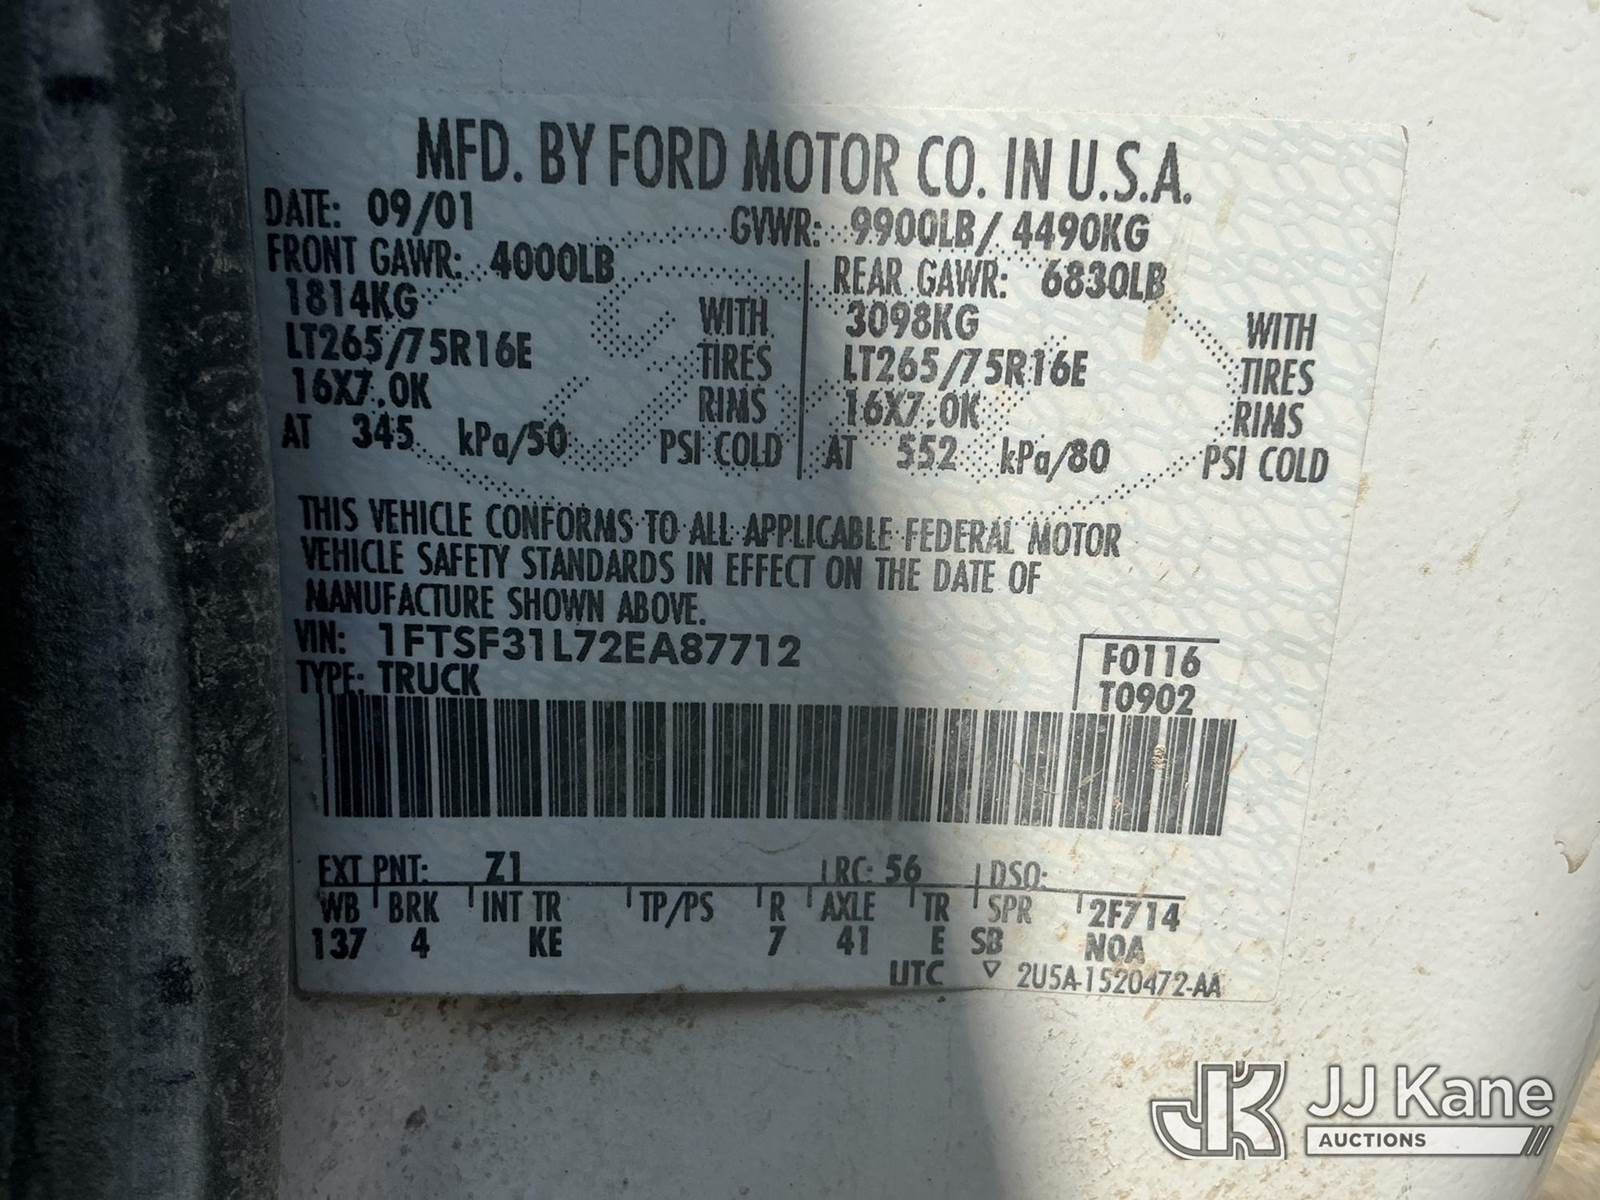 MFD. BY FORD MOTOR CO. IN U.S.A.
DATE: 09/01 GVWR: 9900LB/ 4490KG
FRONT GAWR: 4000LB REAR GAWR: 6830LB
1814KG WITH 3098KG WITH
LT265/75R16E TIRES LT265/75R16E TIRES
16X7.0K RIMS 16X7.0K RIMS
AT 345 kPa/50 PSI COLD AT 552 kPa/80 PSI COLD
THIS VEHICLE CONFORMS TO ALL APPLICABLE FEDERAL MOTOR
VEHICLE SAFETY STANDARDS IN EFFECT ON THE DATE OF
MANUFACTURE SHOWN ABOVE.
VIN: 1FTSF31L72EA87712 F0116
TYPE: TRUCK T0902
EXT PNT: Z1 RC: 56 DSO:
WB BRK INT TR TP/PS R AXLE TR SPR 2F714
137 4 KE 7 41 E SB NOA
UTC ▽ 2U5A-1520472-AA
JK JJ Kane
AUCTIONS